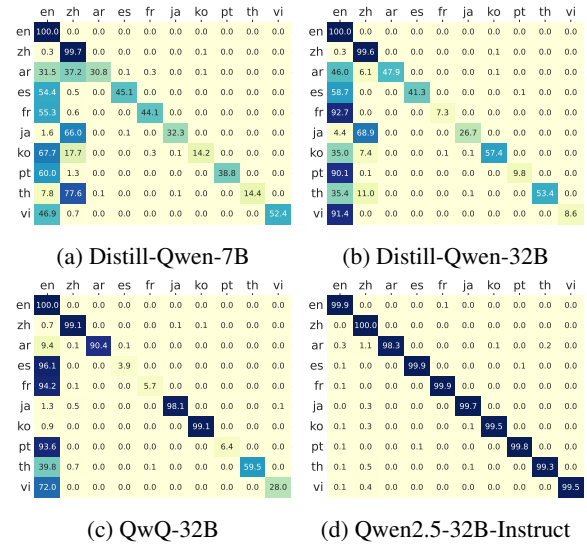 en zh ar es fr ja ko pt th vi
en 100.0 0.0 0.0 0.0 0.0 0.0 0.0 0.0 0.0 0.0
zh 0.3 99.7 0.0 0.0 0.0 0.0 0.1 0.0 0.0 0.0
ar 31.5 37.2 30.8 0.1 0.3 0.0 0.1 0.0 0.0 0.0
es 54.4 0.5 0.0 45.1 0.0 0.0 0.0 0.0 0.0 0.0
fr 55.3 0.6 0.0 0.0 44.1 0.0 0.0 0.0 0.0 0.0
ja 1.6 66.0 0.0 0.1 0.0 32.3 0.0 0.0 0.0 0.0
ko 67.7 17.7 0.0 0.1 0.0 0.1 14.2 0.0 0.0 0.0
pt 60.0 1.3 0.0 0.0 0.0 0.0 0.0 38.8 0.0 0.0
th 7.8 77.6 0.0 0.1 0.0 0.1 0.0 0.0 14.4 0.0
vi 46.9 0.7 0.0 0.0 0.0 0.0 0.0 0.0 0.0 52.4
(a) Distill-Qwen-7B
en zh ar es fr ja ko pt th vi
en 100.0 0.0 0.0 0.0 0.0 0.0 0.0 0.0 0.0 0.0
zh 0.3 99.6 0.0 0.0 0.0 0.0 0.1 0.0 0.0 0.0
ar 46.0 6.1 47.9 0.0 0.0 0.0 0.0 0.0 0.0 0.0
es 58.7 0.0 0.0 41.3 0.0 0.0 0.0 0.1 0.0 0.0
fr 92.7 0.0 0.0 0.0 7.3 0.0 0.0 0.0 0.0 0.0
ja 4.4 68.9 0.0 0.0 0.1 26.7 0.0 0.0 0.0 0.0
ko 35.0 7.4 0.0 0.1 0.0 0.1 57.4 0.0 0.0 0.0
pt 90.1 0.1 0.0 0.0 0.0 0.0 0.0 9.8 0.0 0.0
th 35.4 11.0 0.0 0.1 0.0 0.1 0.0 0.0 53.4 0.0
vi 91.4 0.0 0.0 0.0 0.0 0.0 0.0 0.0 0.0 8.6
(b) Distill-Qwen-32B
en zh ar es fr ja ko pt th vi
en 100.0 0.0 0.0 0.0 0.0 0.0 0.0 0.0 0.0 0.0
zh 0.7 99.1 0.0 0.0 0.0 0.1 0.1 0.0 0.0 0.0
ar 9.4 0.1 90.4 0.1 0.0 0.0 0.0 0.0 0.0 0.0
es 96.1 0.0 0.0 3.9 0.0 0.0 0.0 0.0 0.0 0.0
fr 94.2 0.1 0.0 0.0 5.7 0.0 0.0 0.0 0.0 0.0
ja 1.3 0.5 0.0 0.0 0.0 98.1 0.0 0.0 0.0 0.1
ko 0.9 0.0 0.0 0.0 0.0 0.0 99.1 0.0 0.0 0.0
pt 93.6 0.0 0.0 0.0 0.0 0.0 0.0 6.4 0.0 0.0
th 39.8 0.7 0.0 0.0 0.1 0.0 0.0 0.0 59.5 0.0
vi 72.0 0.0 0.0 0.0 0.0 0.0 0.0 0.0 0.0 28.0
(c) QwQ-32B
en zh ar es fr ja ko pt th vi
en 99.9 0.0 0.0 0.0 0.1 0.0 0.0 0.0 0.0 0.0
zh 0.0 100.0 0.0 0.0 0.0 0.0 0.0 0.0 0.0 0.0
ar 0.3 1.1 98.3 0.0 0.0 0.0 0.1 0.0 0.2 0.0
es 0.1 0.0 0.0 99.9 0.0 0.0 0.0 0.1 0.0 0.0
fr 0.1 0.0 0.0 0.0 99.9 0.0 0.0 0.0 0.0 0.0
ja 0.0 0.3 0.0 0.0 0.0 99.7 0.0 0.0 0.0 0.0
ko 0.1 0.3 0.0 0.0 0.0 0.1 99.5 0.0 0.0 0.0
pt 0.1 0.0 0.0 0.1 0.0 0.0 0.0 99.8 0.0 0.0
th 0.1 0.5 0.0 0.0 0.0 0.1 0.0 0.0 99.3 0.0
vi 0.1 0.4 0.0 0.0 0.0 0.0 0.0 0.0 0.0 99.5
(d) Qwen2.5-32B-Instruct